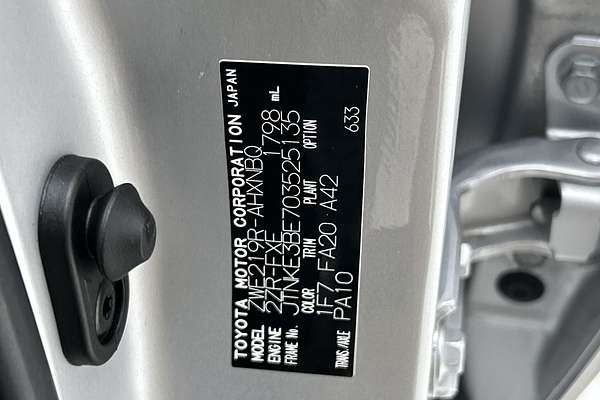 TOYOTA MOTOR CORPORATION JAPAN
MODEL ZWE219R-AHXNBQ
ENGINE 2ZR-FXE 1798 mL
FRAME No. JTNKE3BE703525135
COLOR TRIM PLANT OPTION
1F7 FA20 A42 633
TRANS./AXLE PA10